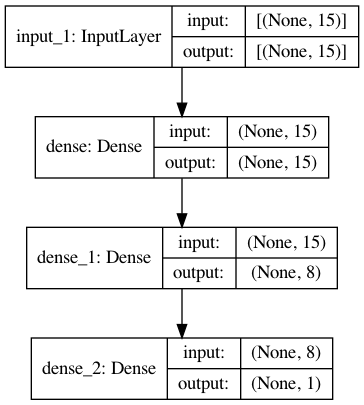 input_1: InputLayer
input: [(None, 15)]
output: [(None, 15)]
dense: Dense
input: (None, 15)
output: (None, 15)
dense_1: Dense
input: (None, 15)
output: (None, 8)
dense_2: Dense
input: (None, 8)
output: (None, 1)